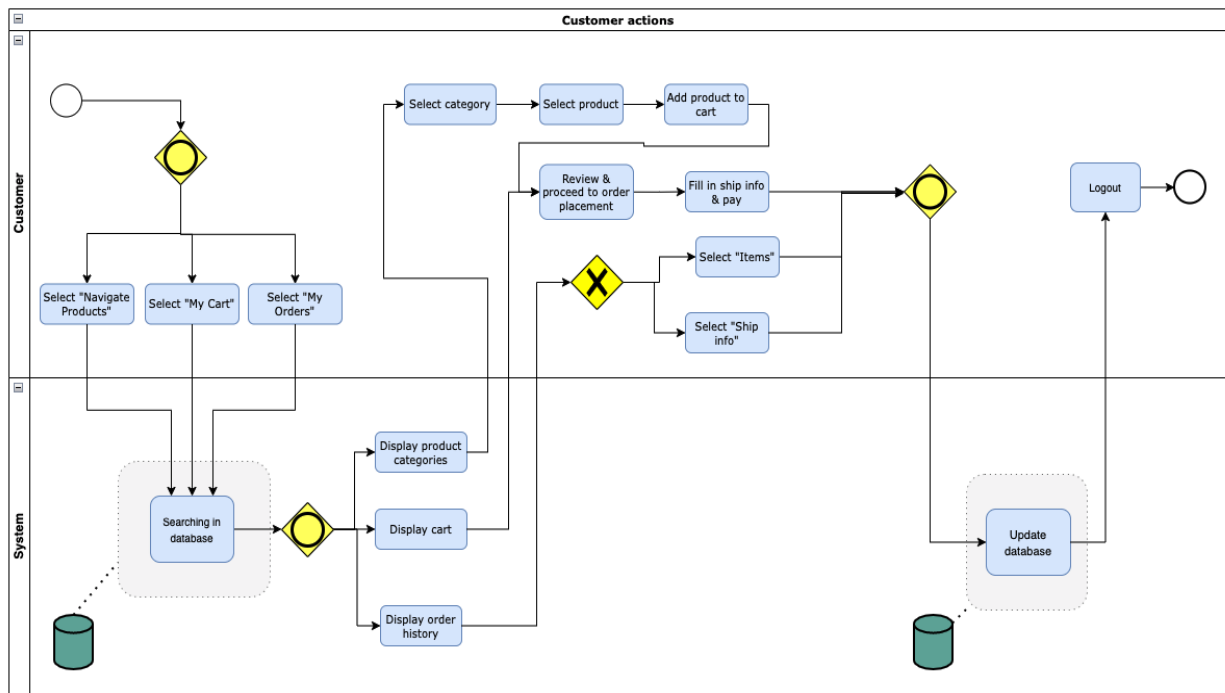 Customer actions
Customer
Select category
Select product
Add product to
cart
Review &
proceed to order
placement
Fill in ship info
& pay
Logout
Select "Items"
Select "Navigate
Products"
Select "My Cart"
Select "My
Orders"
Select "Ship
info"
System
Display product
categories
Searching in
database
Display cart
Update
database
Display order
history